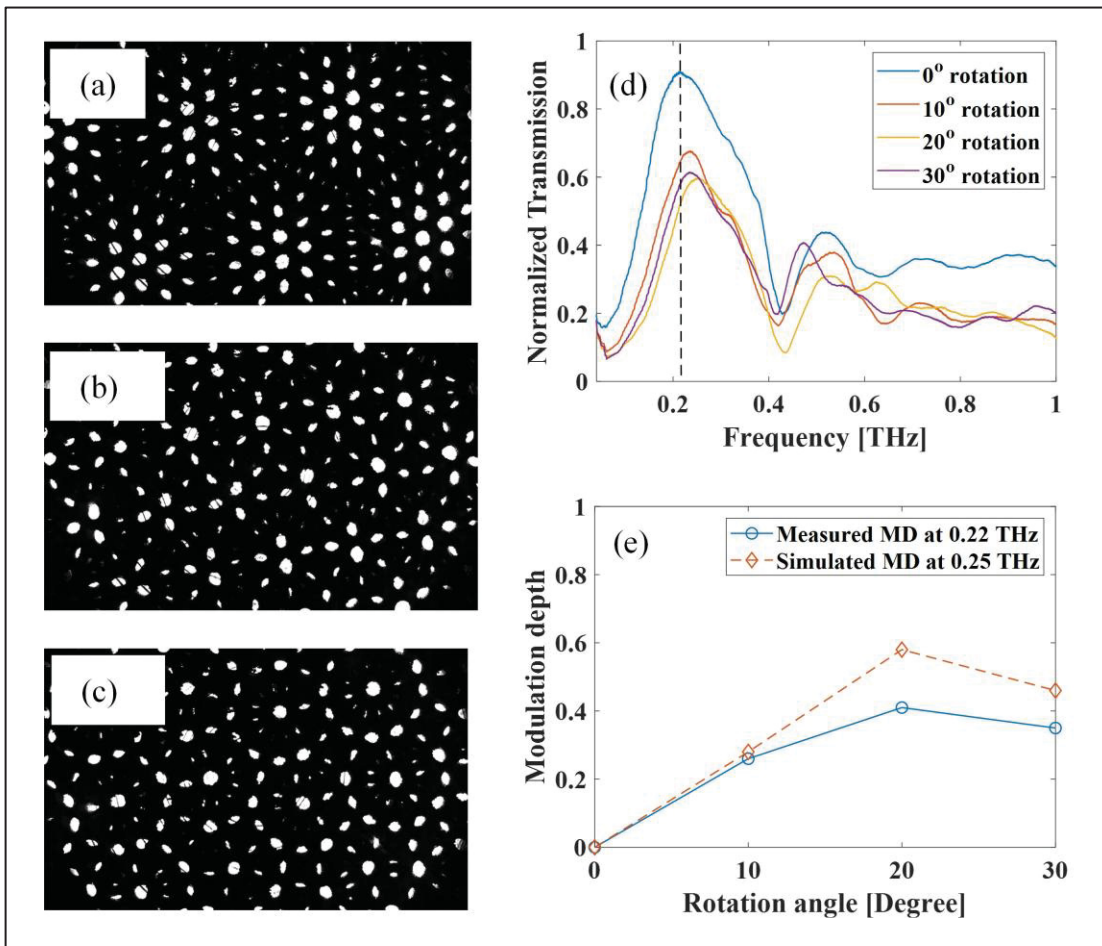 (a)
(b)
(c)
(d)
0° rotation
10° rotation
20° rotation
30° rotation
Normalized Transmission
1
0.8
0.6
0.4
0.2
0
0.2 0.4 0.6 0.8 1
Frequency [THz]
(e)
Measured MD at 0.22 THz
Simulated MD at 0.25 THz
Modulation depth
1
0.8
0.6
0.4
0.2
0
0 10 20 30
Rotation angle [Degree]